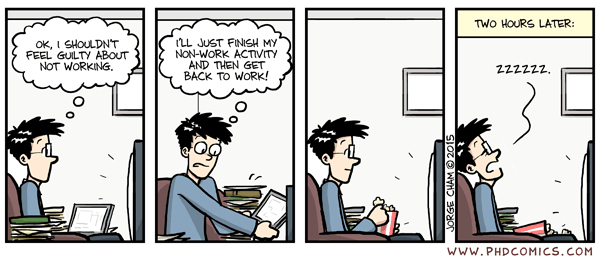 OK, I SHOULDN'T
FEEL GUILTY ABOUT
NOT WORKING.
I'LL JUST FINISH MY
NON-WORK ACTIVITY
AND THEN GET
BACK TO WORK!
TWO HOURS LATER:
ZZZZZZ.
JORGE CHAM © 2015
WWW.PHDCOMICS.COM